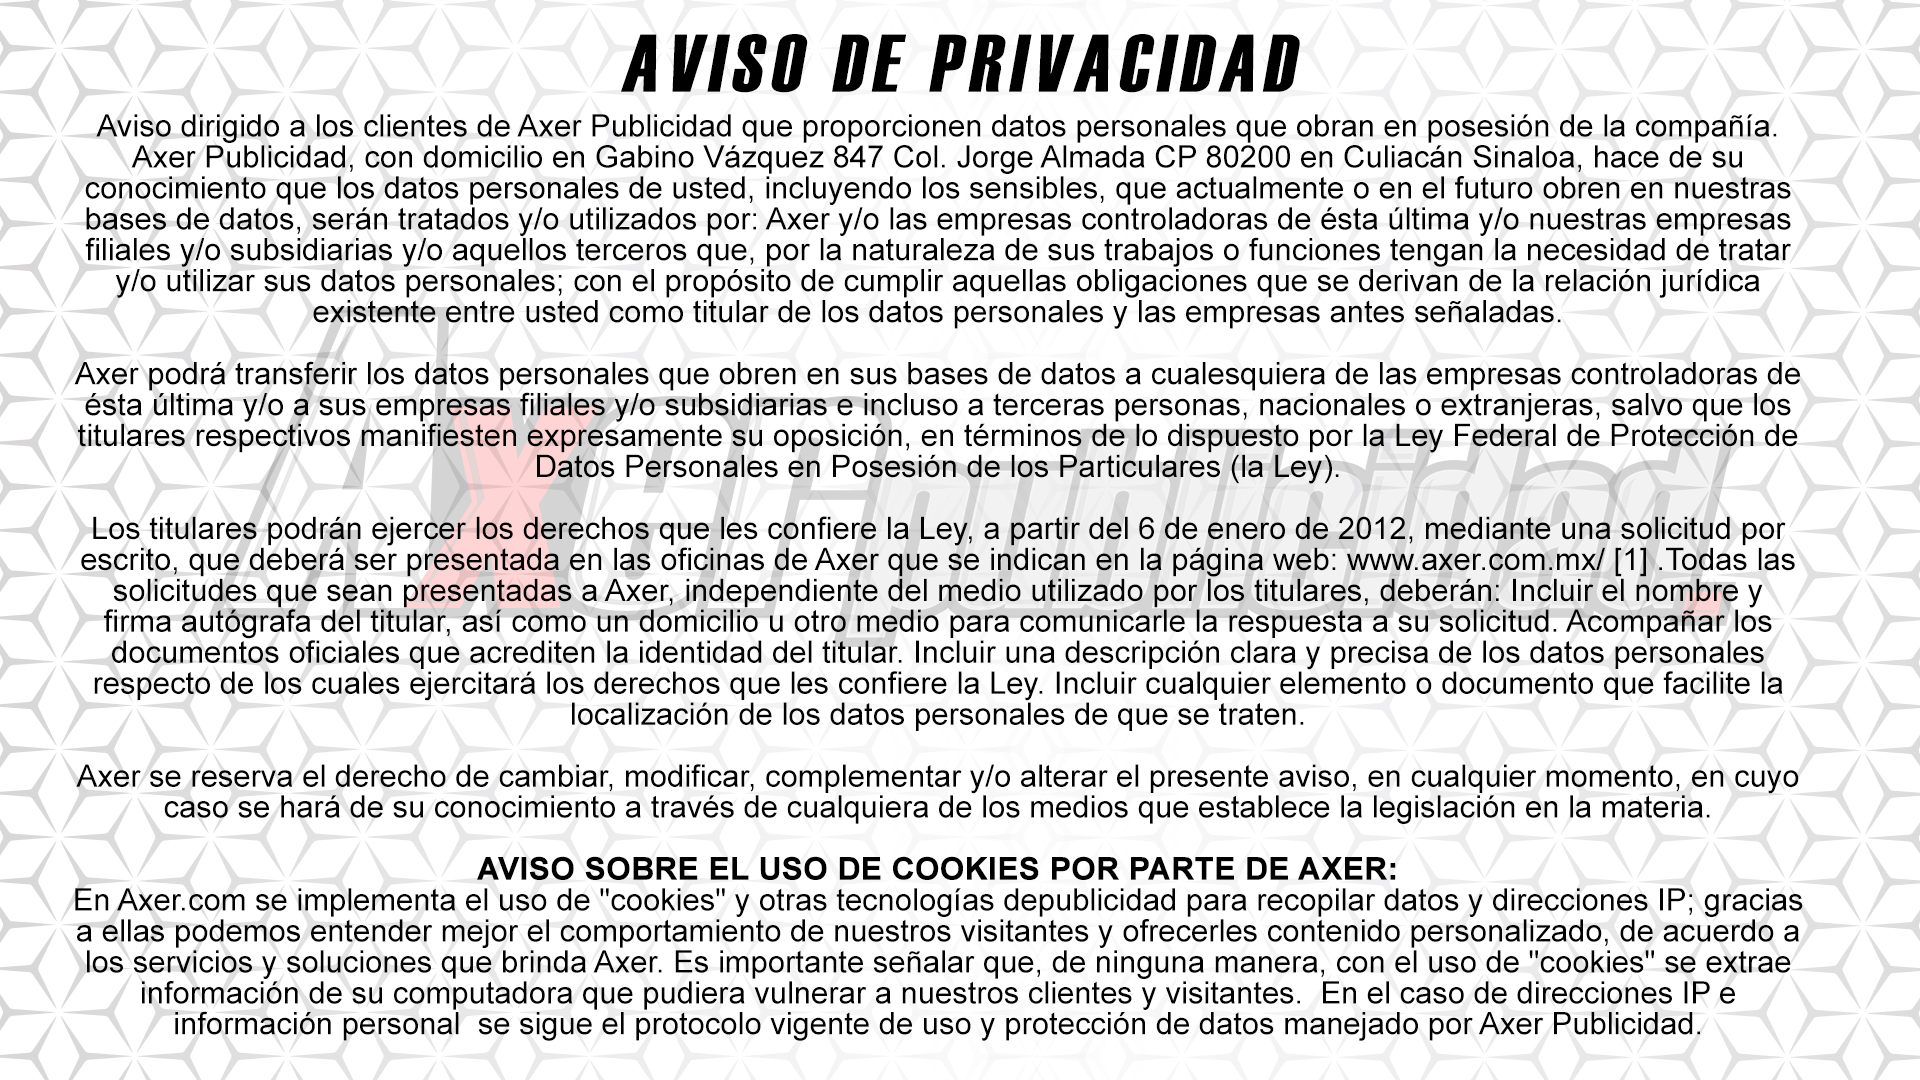 AVISO DE PRIVACIDAD
Aviso dirigido a los clientes de Axer Publicidad que proporcionen datos personales que obran en posesión de la compañía.
Axer Publicidad, con domicilio en Gabino Vázquez 847 Col. Jorge Almada CP 80200 en Culiacán Sinaloa, hace de su
conocimiento que los datos personales de usted, incluyendo los sensibles, que actualmente o en el futuro obren en nuestras
bases de datos, serán tratados y/o utilizados por: Axer y/o las empresas controladoras de ésta última y/o nuestras empresas
filiales y/o subsidiarias y/o aquellos terceros que, por la naturaleza de sus trabajos o funciones tengan la necesidad de tratar
y/o utilizar sus datos personales; con el propósito de cumplir aquellas obligaciones que se derivan de la relación jurídica
existente entre usted como titular de los datos personales y las empresas antes señaladas.
Axer podrá transferir los datos personales que obren en sus bases de datos a cualesquiera de las empresas controladoras de
ésta última y/o a sus empresas filiales y/o subsidiarias e incluso a terceras personas, nacionales o extranjeras, salvo que los
titulares respectivos manifiesten expresamente su oposición, en términos de lo dispuesto por la Ley Federal de Protección de
Datos Personales en Posesión de los Particulares (la Ley).
Axer publicidad.
Los titulares podrán ejercer los derechos que les confiere la Ley, a partir del 6 de enero de 2012, mediante una solicitud por
escrito, que deberá ser presentada en las oficinas de Axer que se indican en la página web: www.axer.com.mx/ [1] .Todas las
solicitudes que sean presentadas a Axer, independiente del medio utilizado por los titulares, deberán: Incluir el nombre y
firma autógrafa del titular, así como un domicilio u otro medio para comunicarle la respuesta a su solicitud. Acompañar los
documentos oficiales que acrediten la identidad del titular. Incluir una descripción clara y precisa de los datos personales
respecto de los cuales ejercitará los derechos que les confiere la Ley. Incluir cualquier elemento o documento que facilite la
localización de los datos personales de que se traten.
Axer se reserva el derecho de cambiar, modificar, complementar y/o alterar el presente aviso, en cualquier momento, en cuyo
caso se hará de su conocimiento a través de cualquiera de los medios que establece la legislación en la materia.
AVISO SOBRE EL USO DE COOKIES POR PARTE DE AXER:
En Axer.com se implementa el uso de "cookies" y otras tecnologías depublicidad para recopilar datos y direcciones IP; gracias
a ellas podemos entender mejor el comportamiento de nuestros visitantes y ofrecerles contenido personalizado, de acuerdo a
los servicios y soluciones que brinda Axer. Es importante señalar que, de ninguna manera, con el uso de "cookies" se extrae
información de su computadora que pudiera vulnerar a nuestros clientes y visitantes.  En el caso de direcciones IP e
información personal  se sigue el protocolo vigente de uso y protección de datos manejado por Axer Publicidad.